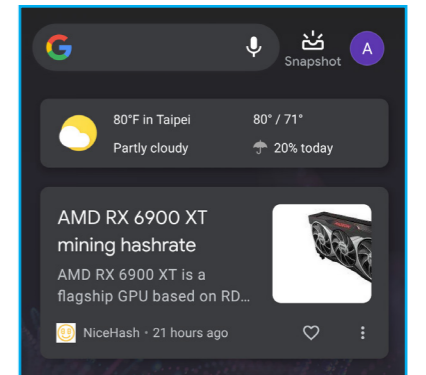 Snapshot
A
80°F in Taipei 80° / 71°
Partly cloudy 20% today
AMD RX 6900 XT
mining hashrate
AMD RX 6900 XT is a
flagship GPU based on RD...
NiceHash · 21 hours ago